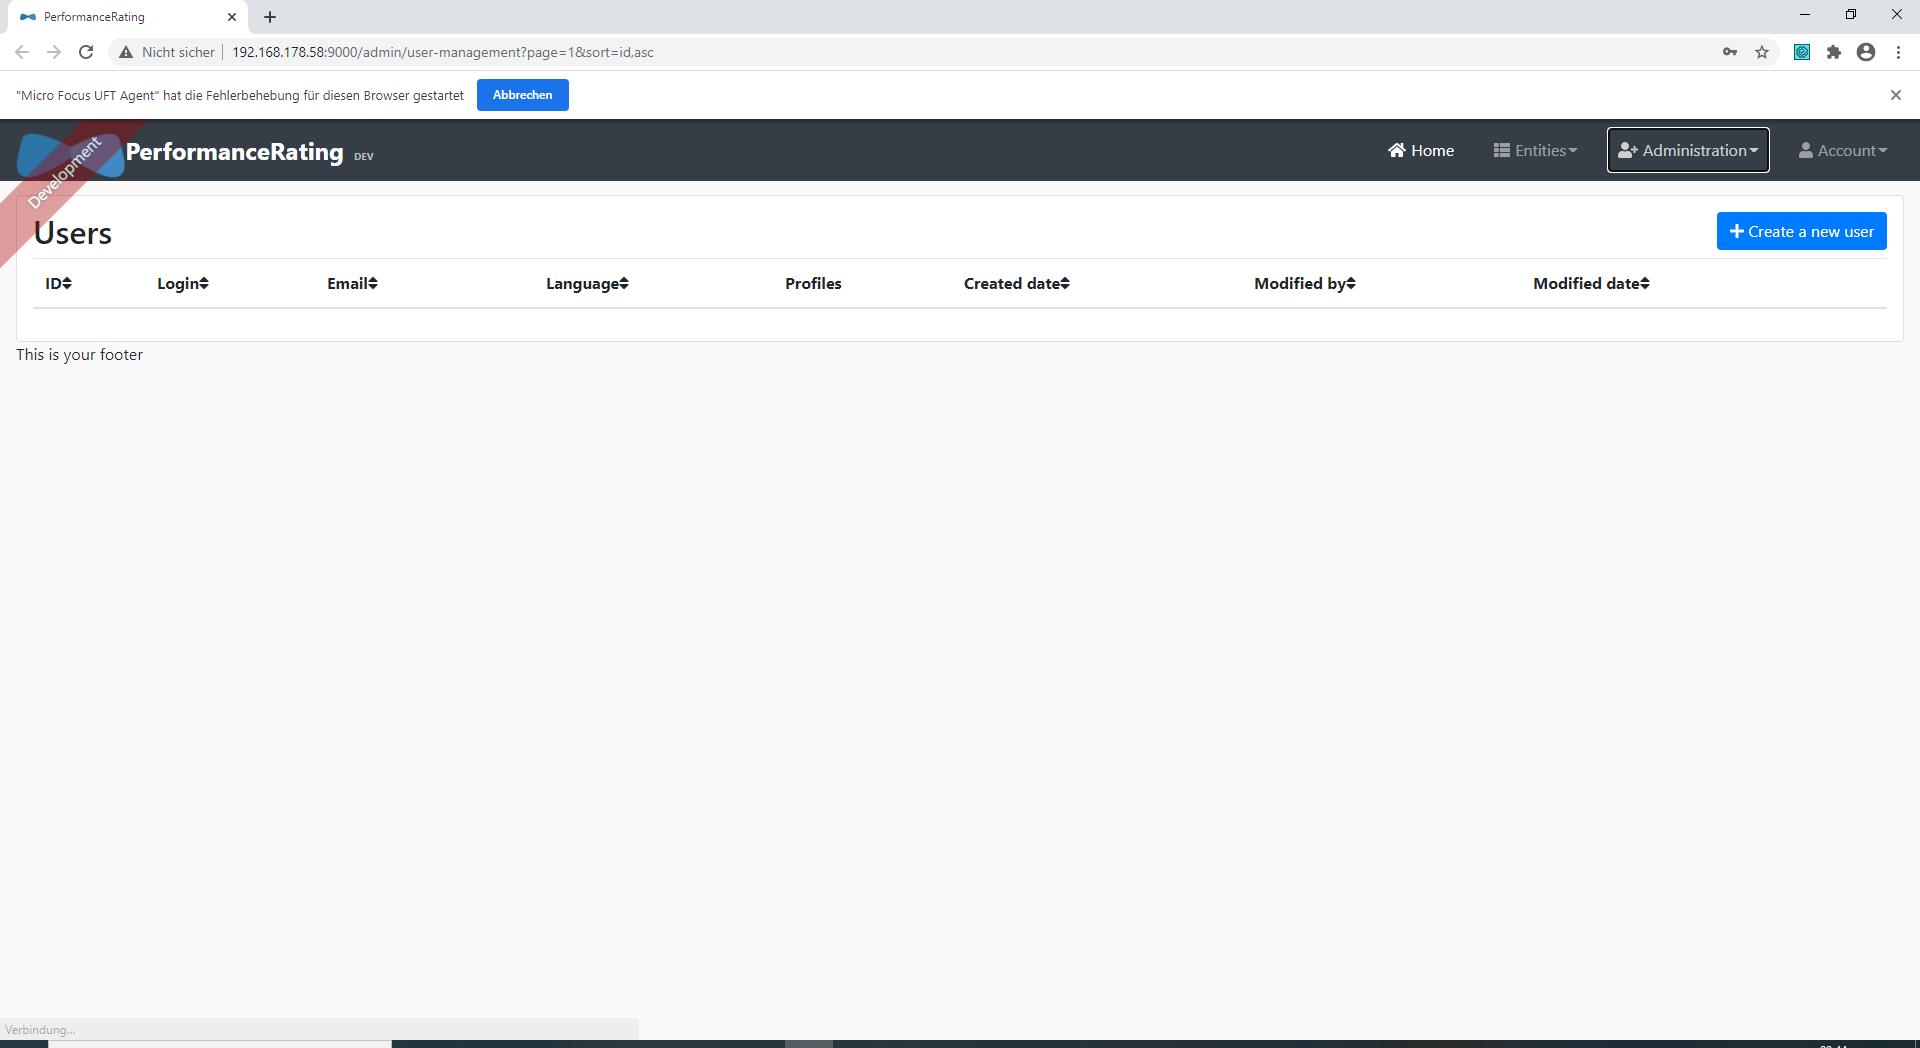 PerformanceRating
Nicht sicher 192.168.178.58:9000/admin/user-management?page=1&sort=id,asc
"Micro Focus UFT Agent" hat die Fehlerbehebung für diesen Browser gestartet Abbrechen
Development
PerformanceRating DEV Home Entities Administration Account
Users Create a new user
ID Login Email Language Profiles Created date Modified by Modified date
This is your footer
Verbindung...